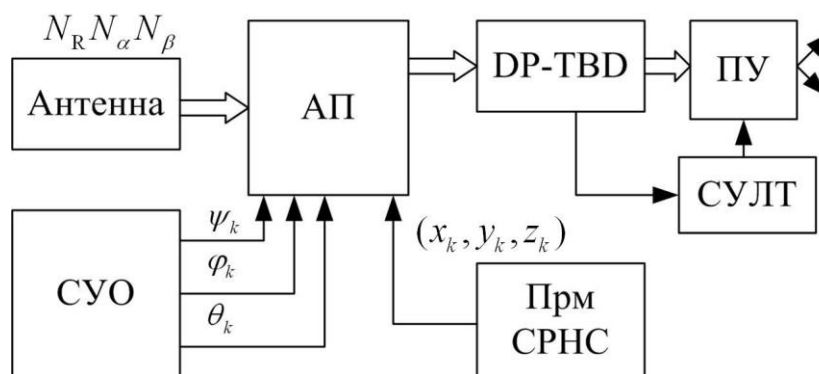 N_R N_α N_β
Антенна
АП
DP-TBD
ПУ
СУЛТ
СУО
ψ_k
φ_k
θ_k
(x_k, y_k, z_k)
Прм
СРНС